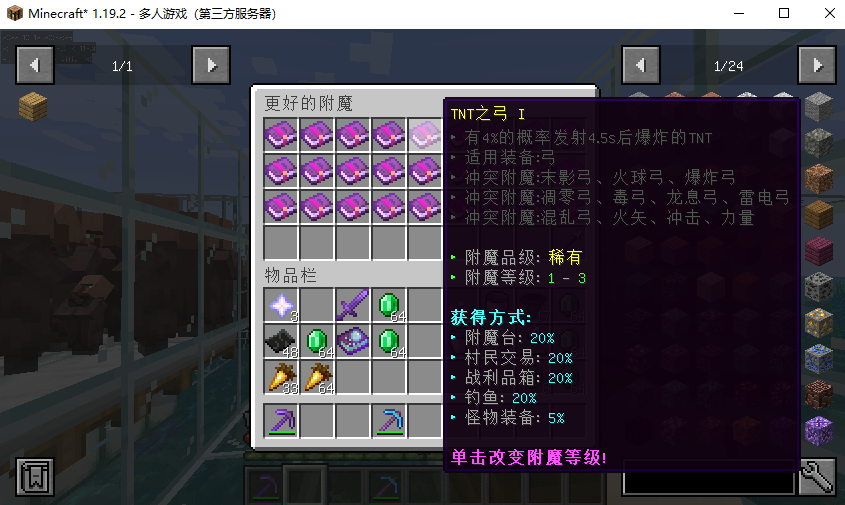 Minecraft* 1.19.2 - 多人游戏（第三方服务器）
1/1
1/24
更好的附魔
TNT之弓 I
有4%的概率发射4.5s后爆炸的TNT
适用装备:弓
冲突附魔:末影弓、火球弓、爆炸弓
冲突附魔:凋零弓、毒弓、龙息弓、雷电弓
冲突附魔:混乱弓、火矢、冲击、力量
附魔品级: 稀有
附魔等级: 1 - 3
获得方式:
附魔台: 20%
村民交易: 20%
战利品箱: 20%
钓鱼: 20%
怪物装备: 5%
单击改变附魔等级!
物品栏
3
64
48
64
64
33
64